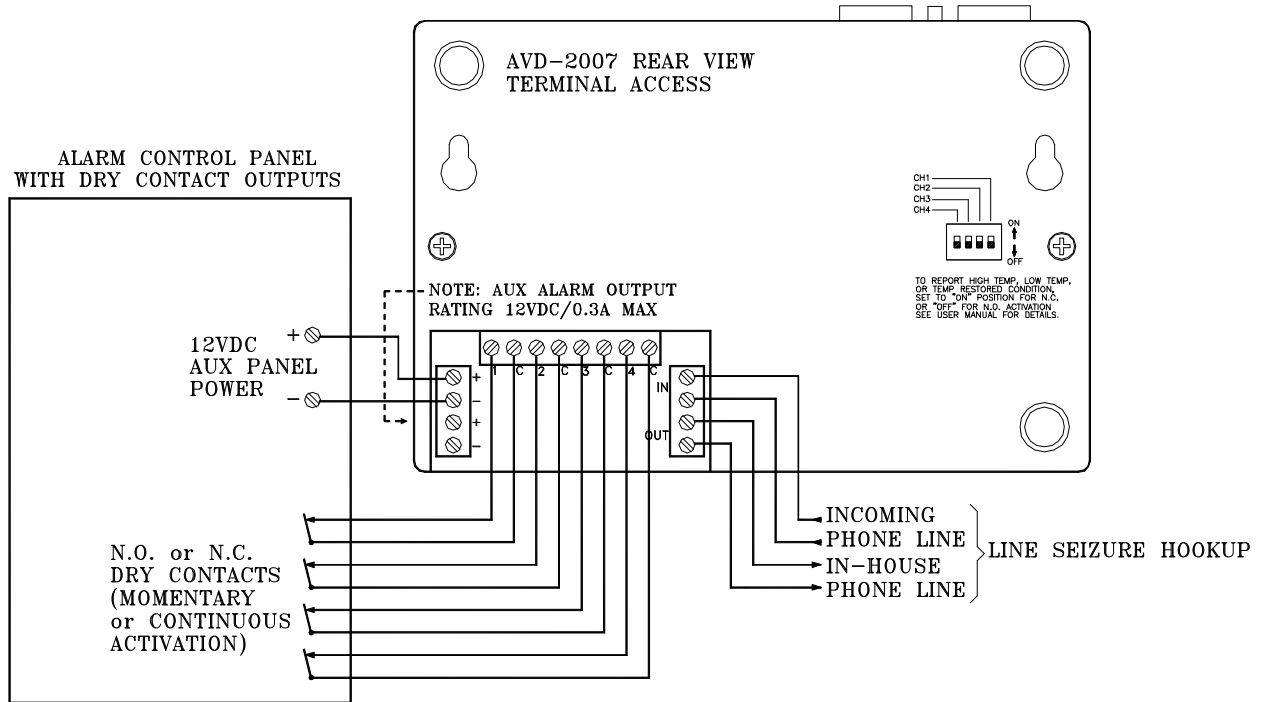 AVD-2007 REAR VIEW
TERMINAL ACCESS
ALARM CONTROL PANEL
WITH DRY CONTACT OUTPUTS
CH1
CH2
CH3
CH4
ON
OFF
TO REPORT HIGH TEMP, LOW TEMP,
OR TEMP RESTORED CONDITION,
SET TO "ON" POSITION FOR N.C.
OR "OFF" FOR N.O. ACTIVATION
SEE USER MANUAL FOR DETAILS.
NOTE: AUX ALARM OUTPUT
RATING 12VDC/0.3A MAX
+
12VDC
AUX PANEL
POWER
-
1 C 2 C 3 C 4 C
+
-
+
-
IN
OUT
INCOMING
PHONE LINE
IN-HOUSE
PHONE LINE
LINE SEIZURE HOOKUP
N.O. or N.C.
DRY CONTACTS
(MOMENTARY
or CONTINUOUS
ACTIVATION)